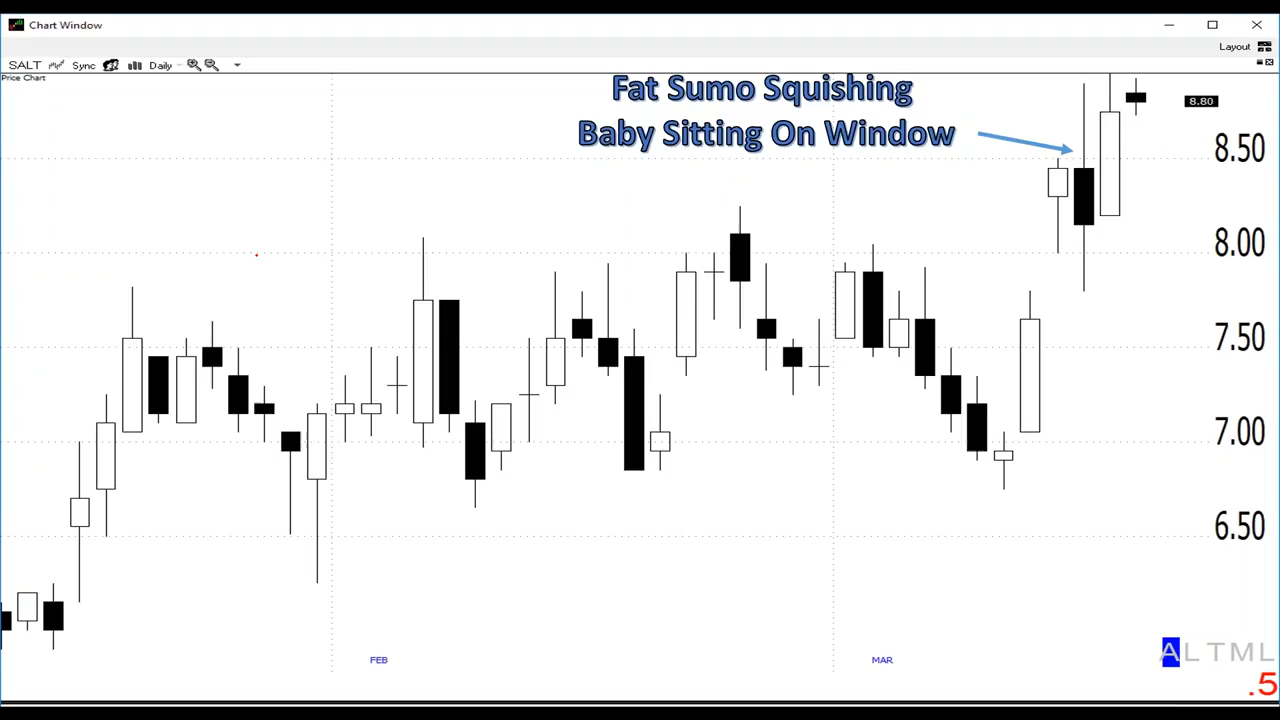 Chart Window
Layout
SALT Sync Daily
Price Chart
Fat Sumo Squishing
Baby Sitting On Window
8.80
8.50
8.00
7.50
7.00
6.50
FEB MAR
ALTML
.5